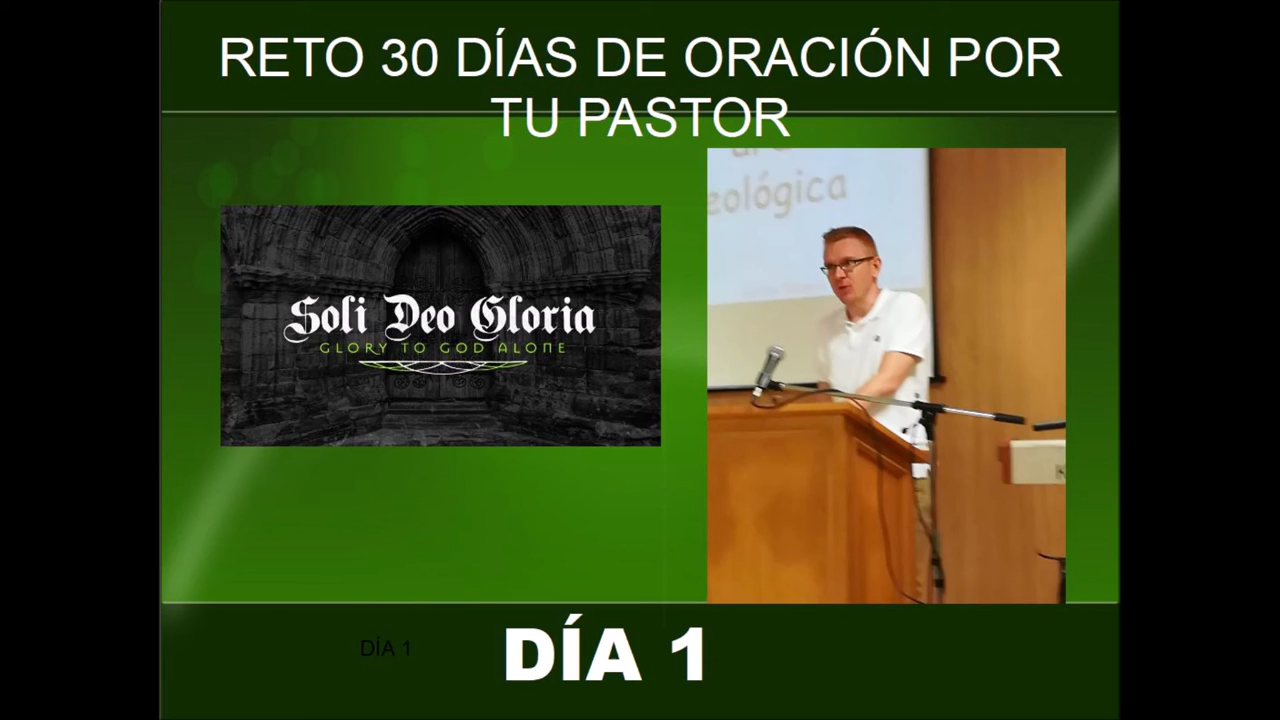 RETO 30 DÍAS DE ORACIÓN POR
TU PASTOR
eológica
Soli Deo Gloria
GLORY TO GOD ALONE
DÍA 1
DÍA 1